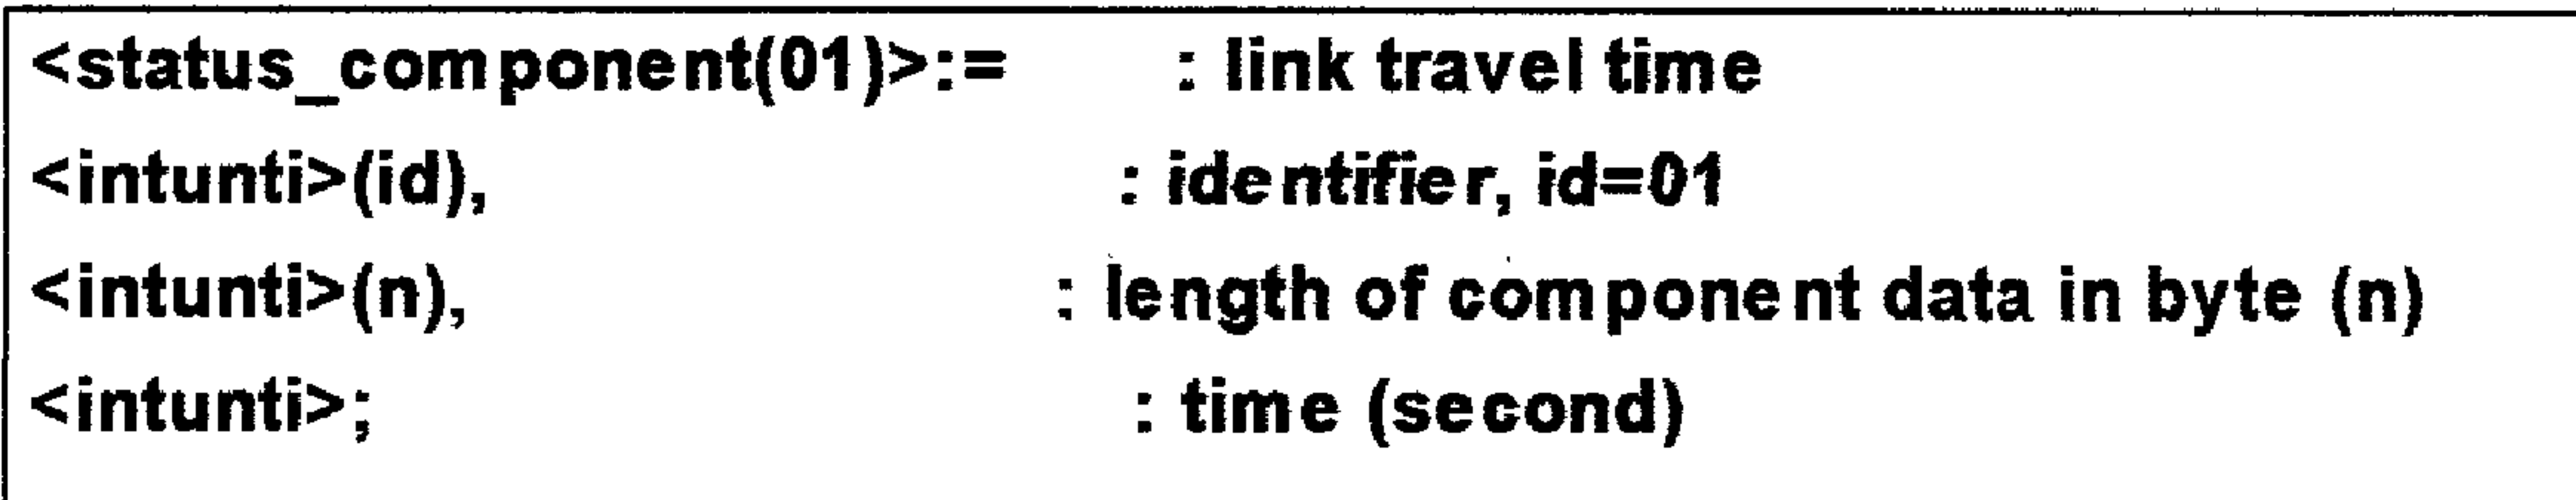 <status_component(01)>:= : link travel time
<intunti>(id), : identifier, id=01
<intunti>(n), : length of component data in byte (n)
<intunti>; : time (second)